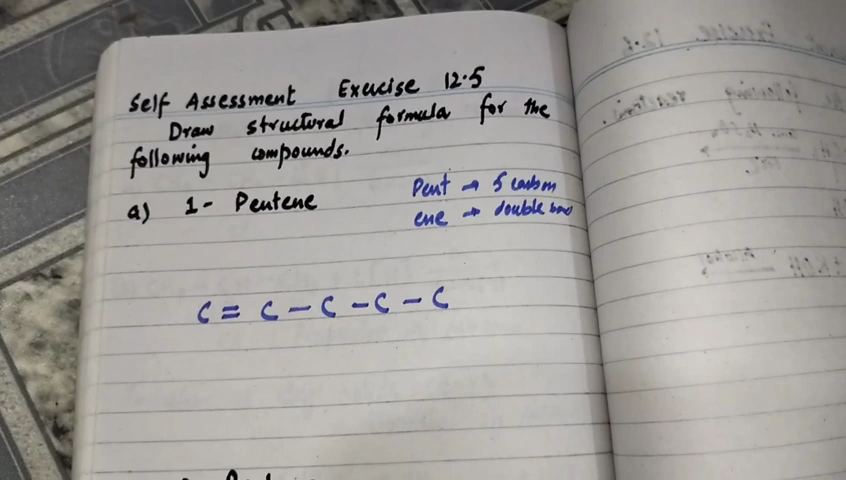 Self Assessment Exercise 12.5
Draw structural formula for the
following compounds.
a) 1- Pentene
Pent → 5 carbon
ene → double
C = C - C - C - C